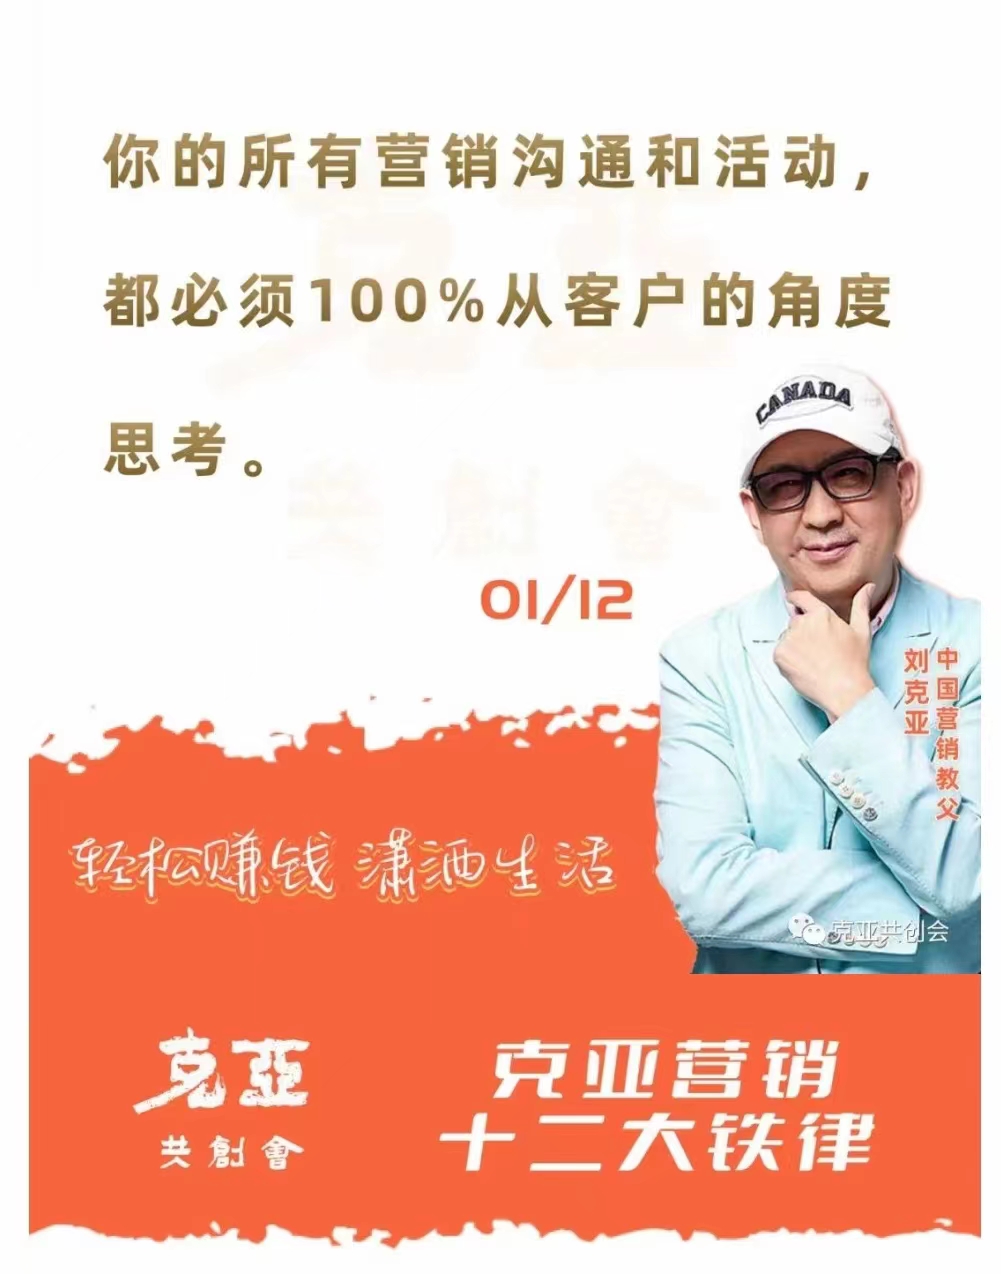 你的所有营销沟通和活动，
都必须100%从客户的角度
思考。
01/12
CANADA
中国营销教父
刘克亚
轻松赚钱 潇洒生活
克亚共创会
克亞
共創會
克亚营销
十二大铁律